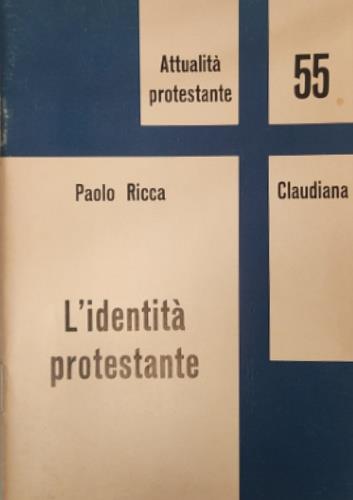 Attualità
protestante
55
Paolo Ricca
Claudiana
L'identità
protestante